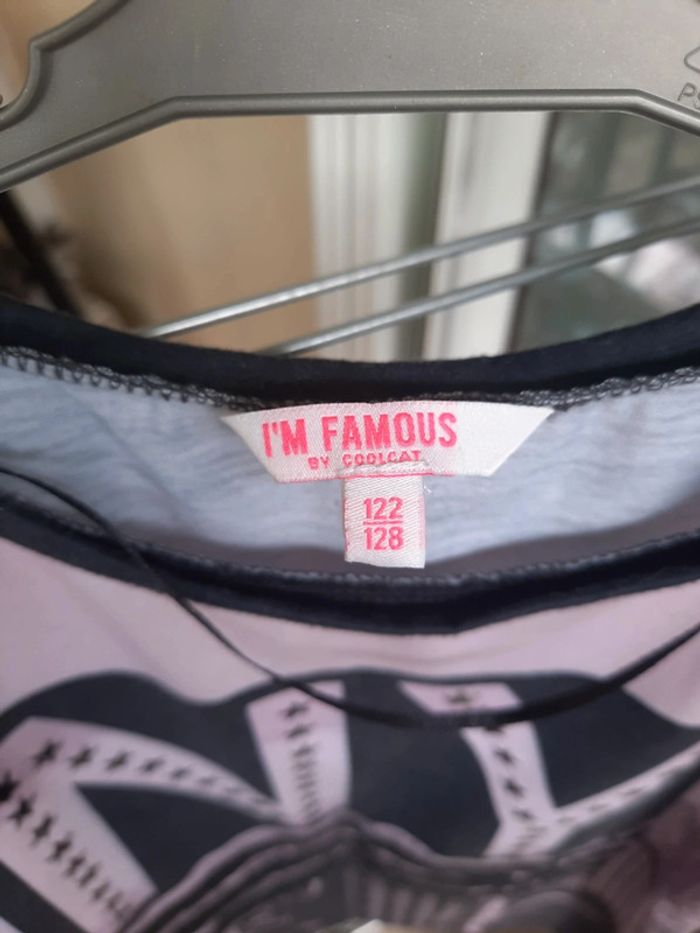 I'M FAMOUS
BY COOLCAT
122
128